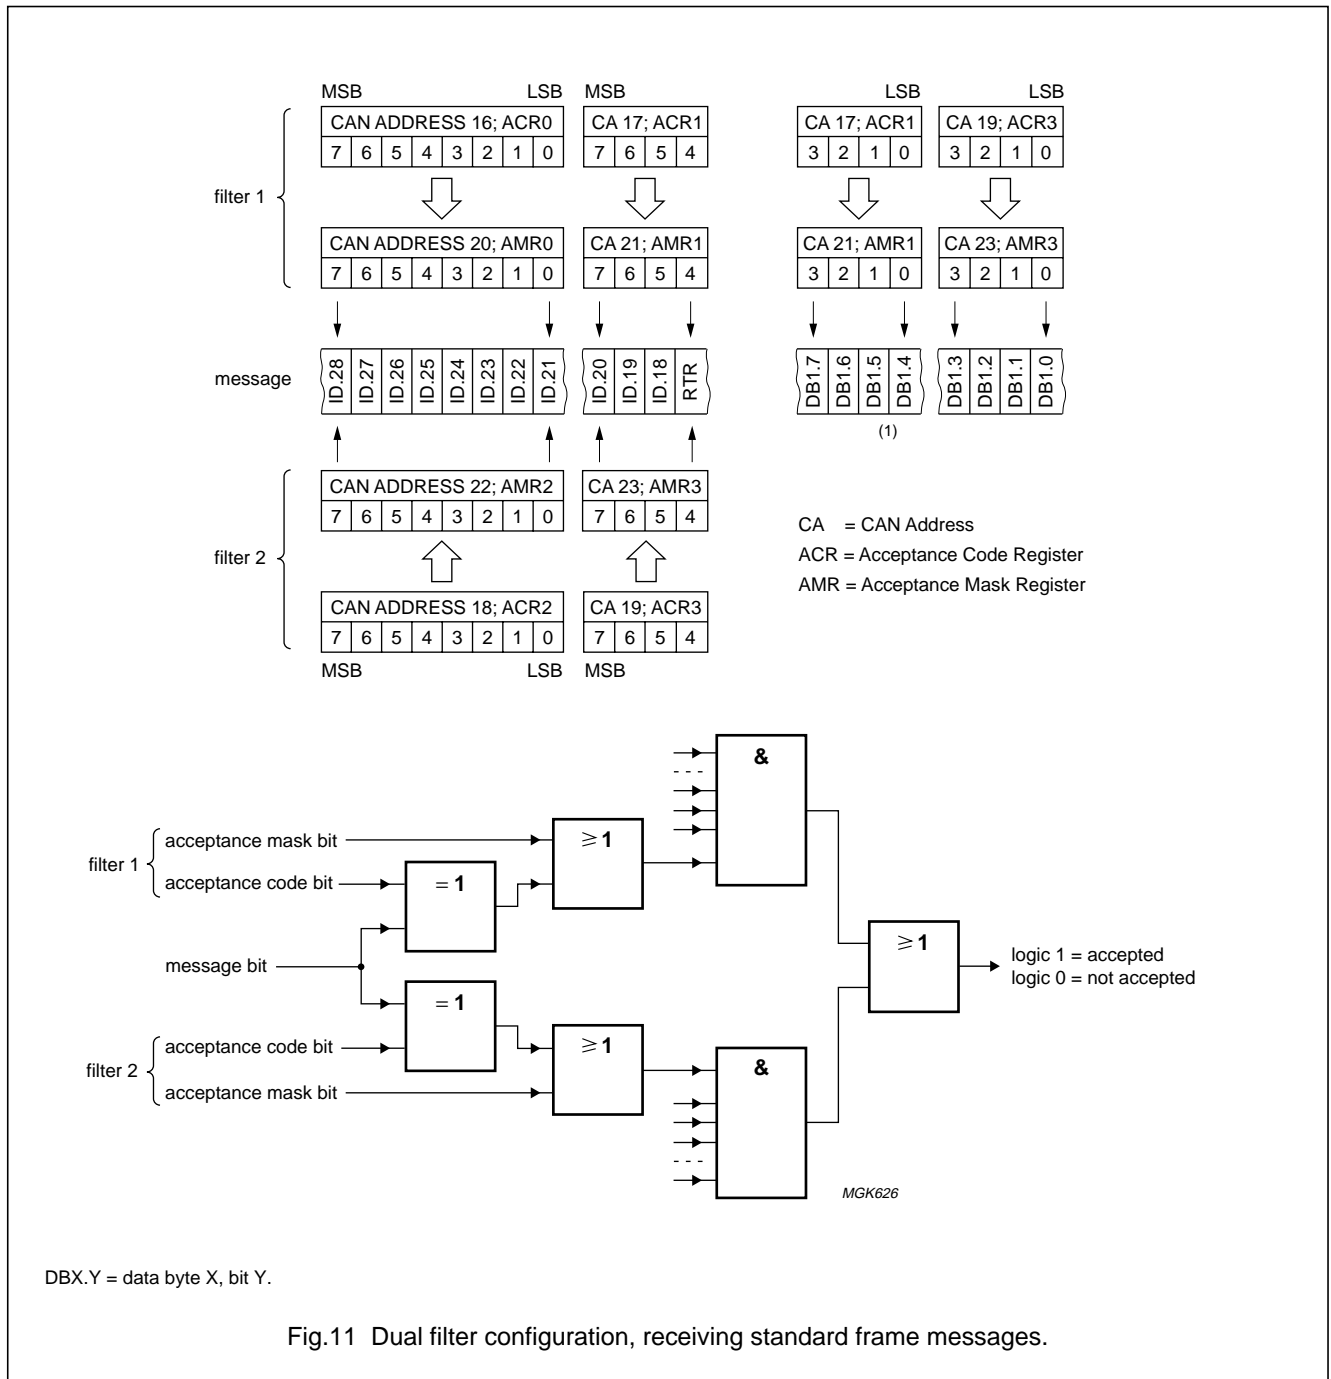 MSB LSB MSB LSB LSB
CAN ADDRESS 16; ACR0 CA 17; ACR1 CA 17; ACR1 CA 19; ACR3
7 6 5 4 3 2 1 0 7 6 5 4 3 2 1 0 3 2 1 0
filter 1
CAN ADDRESS 20; AMR0 CA 21; AMR1 CA 21; AMR1 CA 23; AMR3
7 6 5 4 3 2 1 0 7 6 5 4 3 2 1 0 3 2 1 0
message ID.28 ID.27 ID.26 ID.25 ID.24 ID.23 ID.22 ID.21 ID.20 ID.19 ID.18 RTR DB1.7 DB1.6 DB1.5 DB1.4 DB1.3 DB1.2 DB1.1 DB1.0
(1)
CAN ADDRESS 22; AMR2 CA 23; AMR3
7 6 5 4 3 2 1 0 7 6 5 4
filter 2
CAN ADDRESS 18; ACR2 CA 19; ACR3
7 6 5 4 3 2 1 0 7 6 5 4
MSB LSB MSB
CA = CAN Address
ACR = Acceptance Code Register
AMR = Acceptance Mask Register
&
filter 1
acceptance mask bit
≥ 1
acceptance code bit
= 1
message bit
≥ 1
logic 1 = accepted
logic 0 = not accepted
= 1
filter 2
acceptance code bit
≥ 1
&
acceptance mask bit
MGK626
DBX.Y = data byte X, bit Y.
Fig.11 Dual filter configuration, receiving standard frame messages.